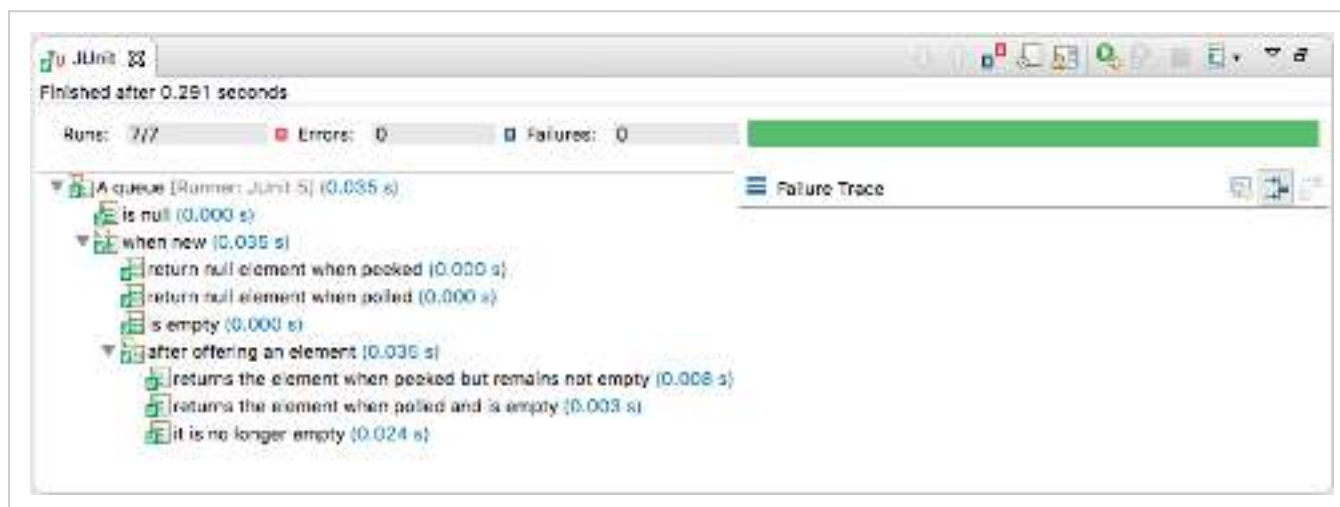 JUnit
Finished after 0.291 seconds
Runs: 7/7 Errors: 0 Failures: 0
A queue [Runner: JUnit 5] (0.035 s)
is null (0.000 s)
when new (0.035 s)
return null element when peeked (0.000 s)
return null element when polled (0.000 s)
is empty (0.000 s)
after offering an element (0.035 s)
returns the element when peeked but remains not empty (0.008 s)
returns the element when polled and is empty (0.003 s)
it is no longer empty (0.024 s)
Failure Trace